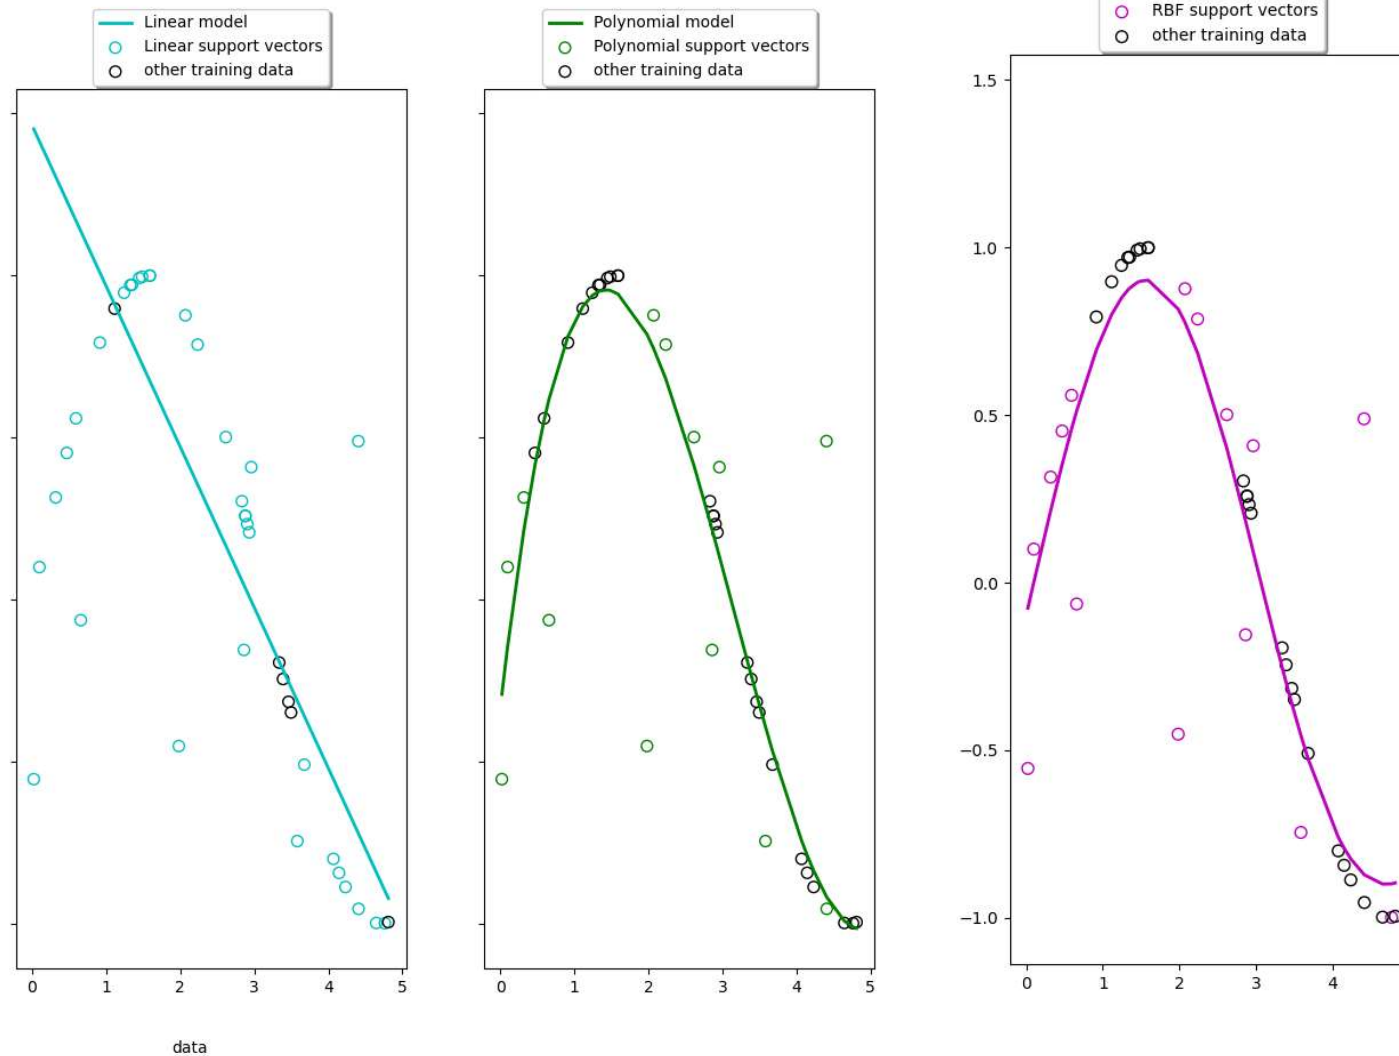 Linear model
Linear support vectors
other training data
Polynomial model
Polynomial support vectors
other training data
RBF support vectors
other training data
1.5
1.0
0.5
0.0
−0.5
−1.0
0 1 2 3 4 5
0 1 2 3 4 5
0 1 2 3 4
data